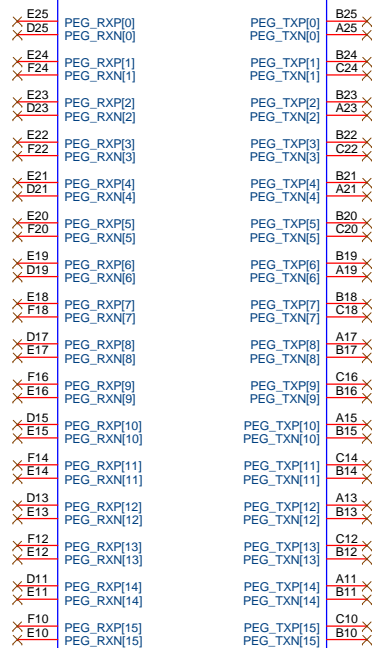 E25 PEG_RXP[0] PEG_TXP[0] B25
D25 PEG_RXN[0] PEG_TXN[0] A25
E24 PEG_RXP[1] PEG_TXP[1] B24
F24 PEG_RXN[1] PEG_TXN[1] C24
E23 PEG_RXP[2] PEG_TXP[2] B23
D23 PEG_RXN[2] PEG_TXN[2] A23
E22 PEG_RXP[3] PEG_TXP[3] B22
F22 PEG_RXN[3] PEG_TXN[3] C22
E21 PEG_RXP[4] PEG_TXP[4] B21
D21 PEG_RXN[4] PEG_TXN[4] A21
E20 PEG_RXP[5] PEG_TXP[5] B20
F20 PEG_RXN[5] PEG_TXN[5] C20
E19 PEG_RXP[6] PEG_TXP[6] B19
D19 PEG_RXN[6] PEG_TXN[6] A19
E18 PEG_RXP[7] PEG_TXP[7] B18
F18 PEG_RXN[7] PEG_TXN[7] C18
D17 PEG_RXP[8] PEG_TXP[8] A17
E17 PEG_RXN[8] PEG_TXN[8] B17
F16 PEG_RXP[9] PEG_TXP[9] C16
E16 PEG_RXN[9] PEG_TXN[9] B16
D15 PEG_RXP[10] PEG_TXP[10] A15
E15 PEG_RXN[10] PEG_TXN[10] B15
F14 PEG_RXP[11] PEG_TXP[11] C14
E14 PEG_RXN[11] PEG_TXN[11] B14
D13 PEG_RXP[12] PEG_TXP[12] A13
E13 PEG_RXN[12] PEG_TXN[12] B13
F12 PEG_RXP[13] PEG_TXP[13] C12
E12 PEG_RXN[13] PEG_TXN[13] B12
D11 PEG_RXP[14] PEG_TXP[14] A11
E11 PEG_RXN[14] PEG_TXN[14] B11
F10 PEG_RXP[15] PEG_TXP[15] C10
E10 PEG_RXN[15] PEG_TXN[15] B10